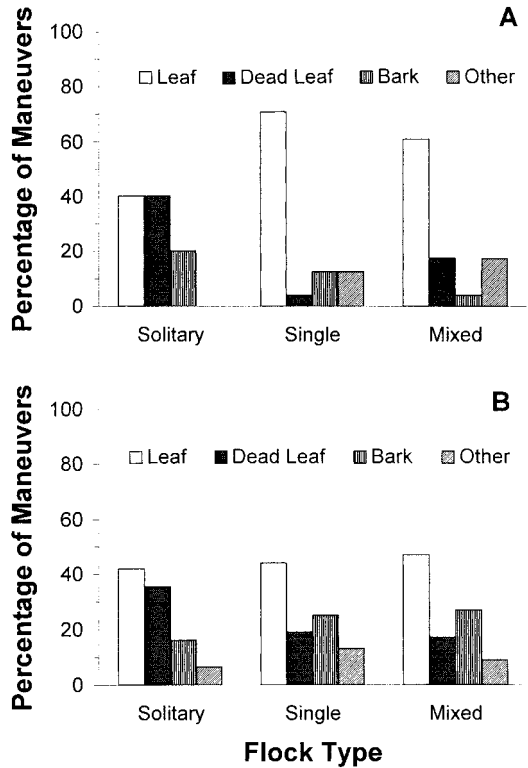 A
Percentage of Maneuvers
100
80
60
40
20
0
Leaf Dead Leaf Bark Other
Solitary Single Mixed
B
Percentage of Maneuvers
100
80
60
40
20
0
Leaf Dead Leaf Bark Other
Solitary Single Mixed
Flock Type